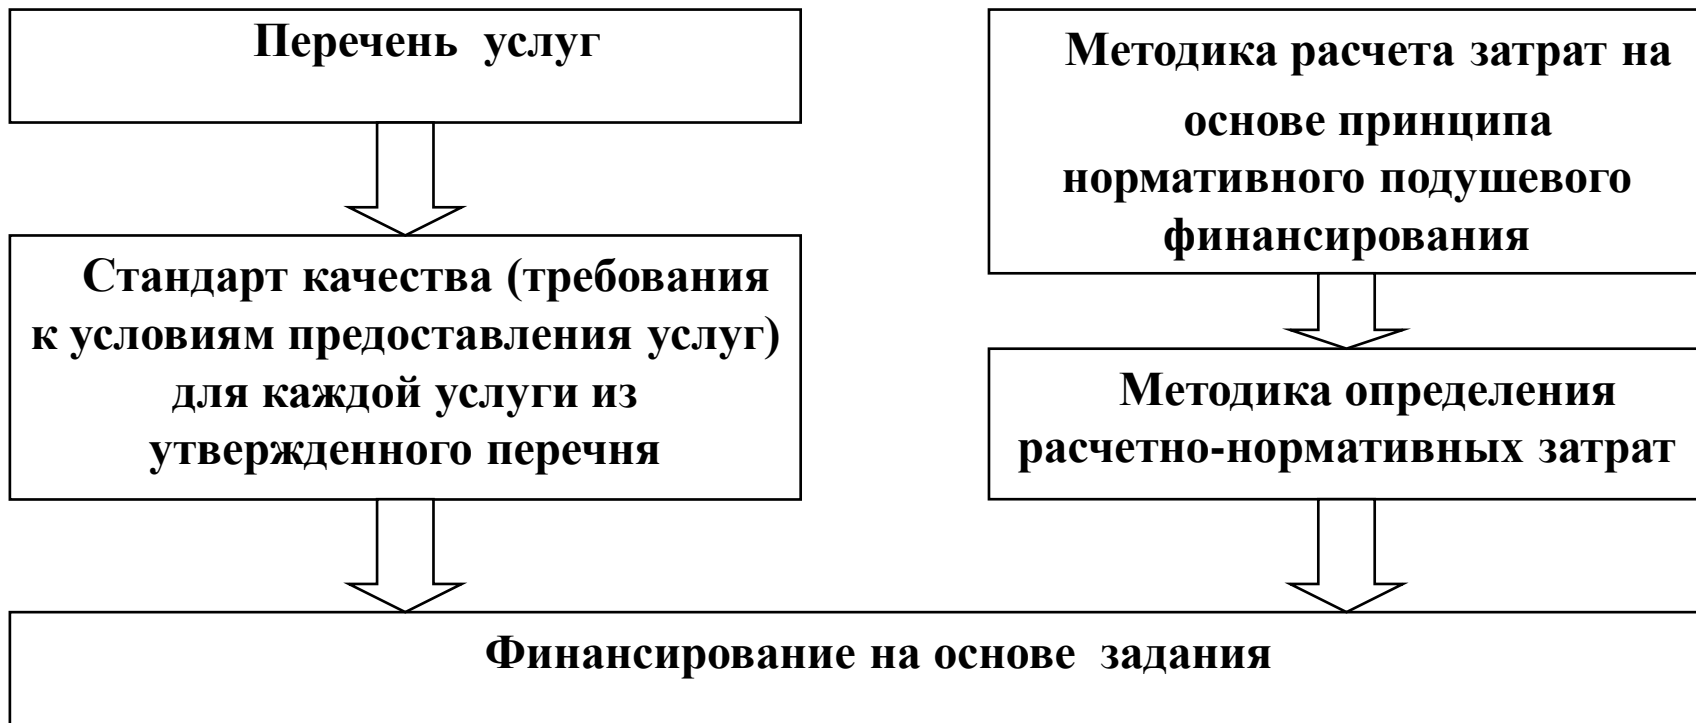 Перечень услуг
Стандарт качества (требования
к условиям предоставления услуг)
для каждой услуги из
утвержденного перечня
Методика расчета затрат на
основе принципа
нормативного подушевого
финансирования
Методика определения
расчетно-нормативных затрат
Финансирование на основе задания